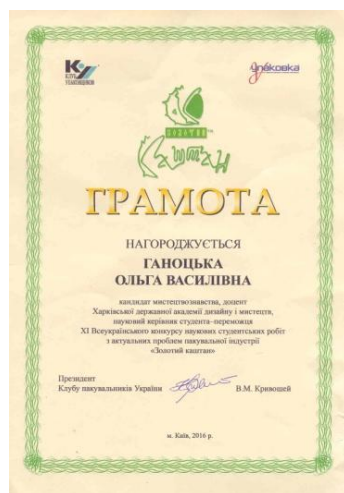 КУ
КЛУБ
УПАКОВЩИКОВ
Упаковка
ЗОЛОТИЙ
Каштан
ГРАМОТА
НАГОРОДЖУЄТЬСЯ
ГАНОЦЬКА
ОЛЬГА ВАСИЛІВНА
кандидат мистецтвознавства, доцент
Харківської державної академії дизайну і мистецтв,
науковий керівник студента–переможця
XI Всеукраїнського конкурсу наукових студентських робіт
з актуальних проблем пакувальної індустрії
«Золотий каштан»
Президент
Клубу пакувальників України В.М. Кривошей
м. Київ, 2016 р.